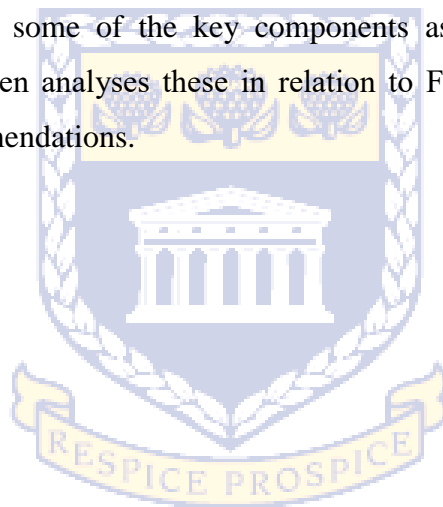 some of the key components as
en analyses these in relation to F
mendations.
RESPICE PROSPICE